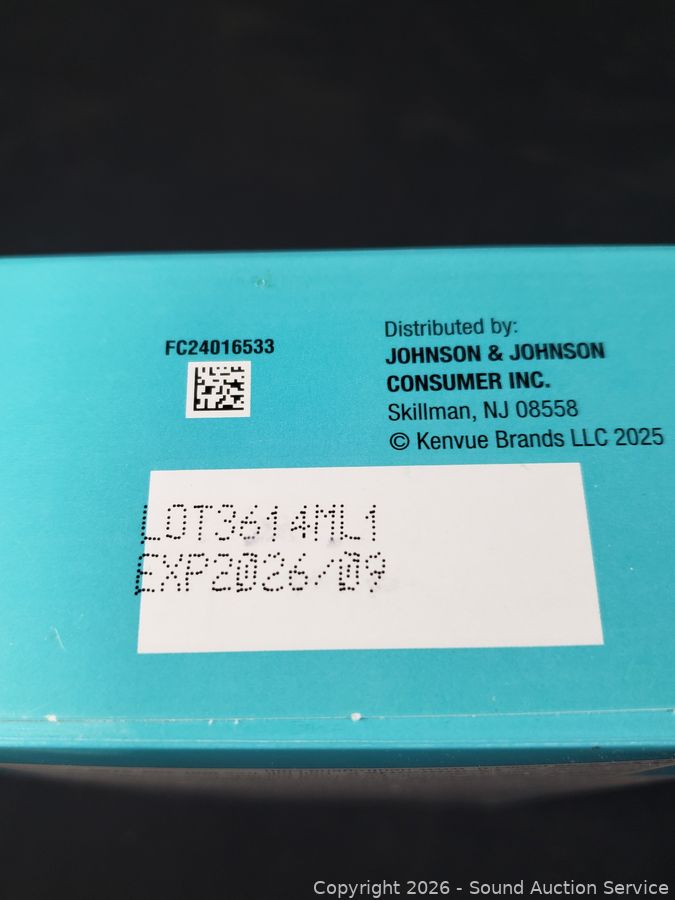 FC24016533
Distributed by:
JOHNSON & JOHNSON
CONSUMER INC.
Skillman, NJ 08558
© Kenvue Brands LLC 2025
LOT3614ML1
EXP2026/09
Copyright 2026 - Sound Auction Service